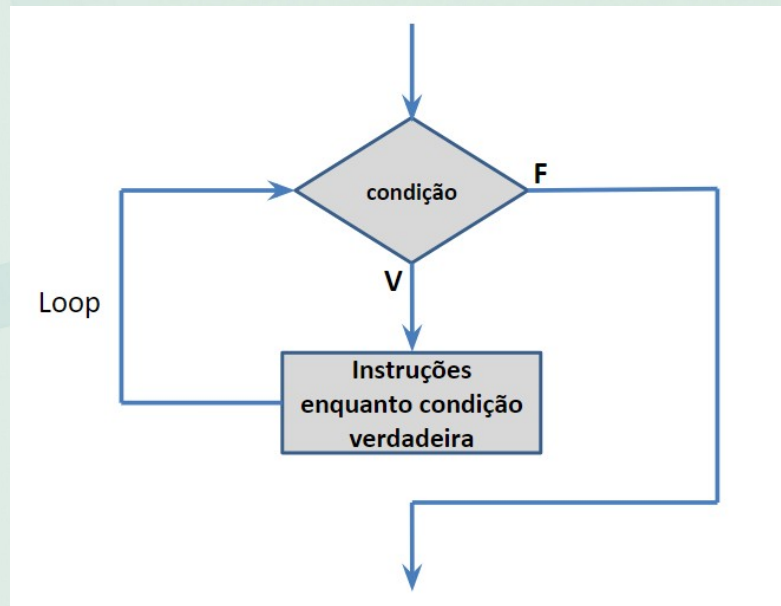 condição
F
V
Loop
Instruções
enquanto condição
verdadeira